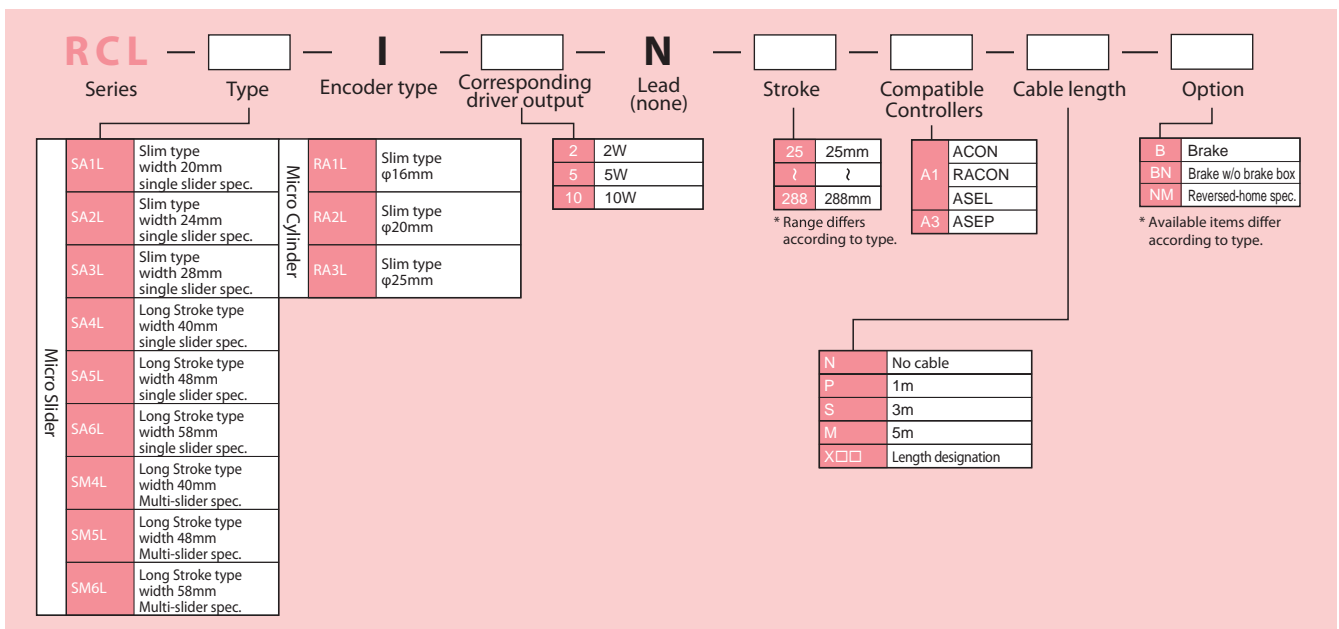 RCL — — I — — N — — — —
Series
Type
Encoder type
Corresponding
driver output
Lead
(none)
Stroke
Compatible
Controllers
Cable length
Option
Micro Slider
SA1L
Slim type
width 20mm
single slider spec.
SA2L
Slim type
width 24mm
single slider spec.
SA3L
Slim type
width 28mm
single slider spec.
SA4L
Long Stroke type
width 40mm
single slider spec.
SA5L
Long Stroke type
width 48mm
single slider spec.
SA6L
Long Stroke type
width 58mm
single slider spec.
SM4L
Long Stroke type
width 40mm
Multi-slider spec.
SM5L
Long Stroke type
width 48mm
Multi-slider spec.
SM6L
Long Stroke type
width 58mm
Multi-slider spec.
Micro Cylinder
RA1L
Slim type
φ16mm
RA2L
Slim type
φ20mm
RA3L
Slim type
φ25mm
2 2W
5 5W
10 10W
25 25mm
~ ~
288 288mm
* Range differs
according to type.
A1
ACON
RACON
ASEL
A3 ASEP
N No cable
P 1m
S 3m
M 5m
X□□ Length designation
B Brake
BN Brake w/o brake box
NM Reversed-home spec.
* Available items differ
according to type.